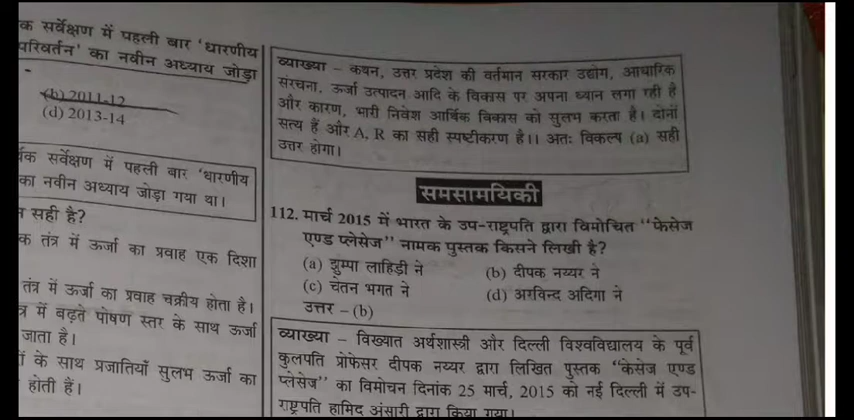 क सर्वेक्षण में पहली बार 'धारणीय
परिवर्तन' का नवीन अध्याय जोड़ा
(b) 2011-12
(d) 2013-14
र्थिक सर्वेक्षण में पहली बार 'धारणीय
का नवीन अध्याय जोड़ा गया था।
सही है?
क तंत्र में ऊर्जा का प्रवाह एक दिशा
तंत्र में ऊर्जा का प्रवाह चक्रीय होता है।
में बढ़ते पोषण स्तर के साथ ऊर्जा
जाता है।
के साथ प्रजातियाँ सुलभ ऊर्जा का
होती हैं।
व्याख्या – कथन, उत्तर प्रदेश की वर्तमान सरकार उद्योग, आधारिक
संरचना, ऊर्जा उत्पादन आदि के विकास पर अपना ध्यान लगा रही है
और कारण, भारी निवेश आर्थिक विकास को सुलभ करता है। दोनों
सत्य हैं और A, R का सही स्पष्टीकरण है।। अतः विकल्प (a) सही
उत्तर होगा।
समसामयिकी
112. मार्च 2015 में भारत के उप-राष्ट्रपति द्वारा विमोचित "फेसेज
एण्ड प्लेसेज" नामक पुस्तक किसने लिखी है?
(a) झुम्पा लाहिड़ी ने (b) दीपक नय्यर ने
(c) चेतन भगत ने (d) अरविन्द अदिगा ने
उत्तर – (b)
व्याख्या – विख्यात अर्थशास्त्री और दिल्ली विश्वविद्यालय के पूर्व
कुलपति प्रोफेसर दीपक नय्यर द्वारा लिखित पुस्तक "केसेज एण्ड
प्लेसेज" का विमोचन दिनांक 25 मार्च, 2015 को नई दिल्ली में उप-
राष्ट्रपति हामिद अंसारी द्वारा किया गया।